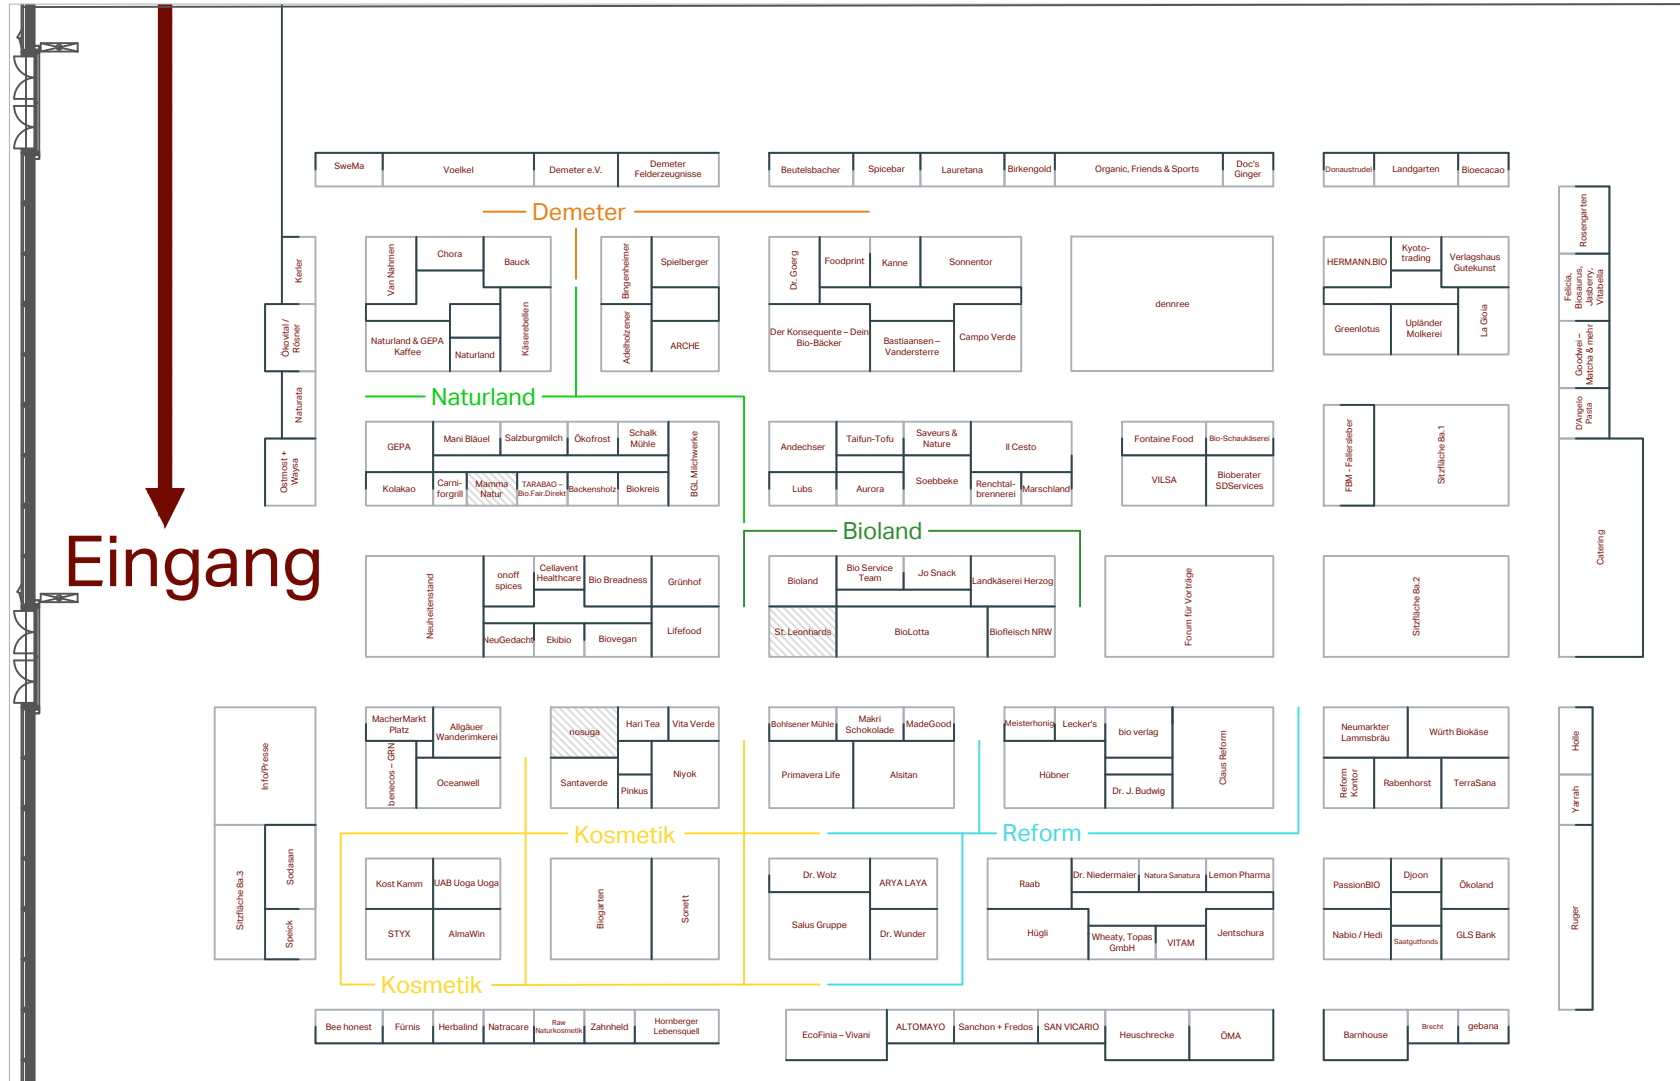 SweMa
Voelkel
Demeter e.V.
Demeter
Felderzeugnisse
Beutelsbacher
Spicebar
Lauretana
Birkengold
Organic, Friends & Sports
Doc's
Ginger
Donaustrudel
Landgarten
Bioecacao
Demeter
Kerler
Ökovital /
Rösner
Naturata
Ostmost +
Waysa
Van Nahmen
Chora
Bauck
Naturland & GEPA
Kaffee
Naturland
Käserebellen
Bingenheimer
Spielberger
Adelholzener
ARCHE
Dr. Goerg
Foodprint
Kanne
Sonnentor
Der Konsequente – Dein
Bio-Bäcker
Bastiaansen –
Vandersterre
Campo Verde
dennree
HERMANN.BIO
Kyoto-
trading
Verlagshaus
Gutekunst
Greenlotus
Upländer
Molkerei
La Gioia
Rosengarten
Felicia,
Biosaurus,
Jasberry,
Vitabella
Goodwei –
Matcha & mehr
D'Angelo
Pasta
Catering
Naturland
GEPA
Mani Bläuel
Salzburgmilch
Ökofrost
Schalk
Mühle
BGL Milchwerke
Kolakao
Carni-
forgrill
Mamma
Natur
TARABAO –
Bio.Fair.Direkt
Backensholz
Biokreis
Andechser
Taifun-Tofu
Saveurs &
Nature
Il Cesto
Lubs
Aurora
Soebbeke
Renchtal-
brennerei
Marschland
Fontaine Food
Bio-Schaukäserei
VILSA
Bioberater
SDServices
FBM - Fallersleber
Sitzfläche 8a.1
Eingang
Bioland
Neuheitenstand
onoff
spices
Cellavent
Healthcare
Bio Breadness
Grünhof
NeuGedacht
Ekibio
Biovegan
Lifefood
Bioland
Bio Service
Team
Jo Snack
Landkäserei Herzog
St. Leonhards
BioLotta
Biofleisch NRW
Forum für Vorträge
Sitzfläche 8a.2
Info/Presse
Sitzfläche 8a.3
Sodasan
Speick
MacherMarkt
Platz
Allgäuer
Wanderimkerei
benecos – GRN
Oceanwell
nosuga
Hari Tea
Vita Verde
Santaverde
Pinkus
Niyok
Bohlsener Mühle
Makri
Schokolade
MadeGood
Primavera Life
Alsitan
Meisterhonig
Lecker's
bio verlag
Hübner
Dr. J. Budwig
Claus Reform
Neumarkter
Lammsbräu
Würth Biokäse
Reform
Kontor
Rabenhorst
TerraSana
Holle
Yarrah
Ruger
Kosmetik
Reform
Kost Kamm
UAB Uoga Uoga
STYX
AlmaWin
Biogarten
Sonett
Dr. Wolz
ARYA LAYA
Salus Gruppe
Dr. Wunder
Raab
Dr. Niedermaier
Natura Sanatura
Lemon Pharma
Hügli
Wheaty, Topas
GmbH
VITAM
Jentschura
PassionBIO
Djoon
Ökoland
Nabio / Hedi
Saatgutfonds
GLS Bank
Kosmetik
Bee honest
Fürnis
Herbalind
Natracare
Raw
Naturkosmetik
Zahnheld
Hornberger
Lebensquell
EcoFinia – Vivani
ALTOMAYO
Sanchon + Fredos
SAN VICARIO
Heuschrecke
ÖMA
Barnhouse
Brecht
gebana